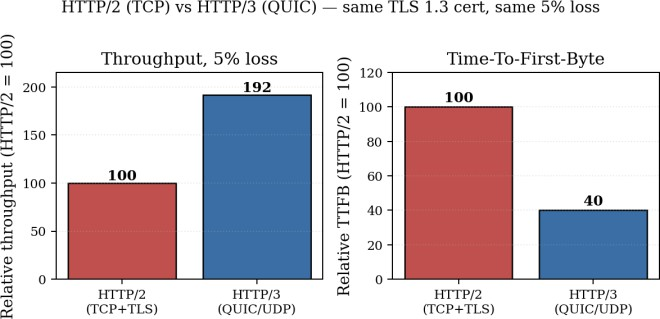 HTTP/2 (TCP) vs HTTP/3 (QUIC) — same TLS 1.3 cert, same 5% loss
Throughput, 5% loss
Relative throughput (HTTP/2 = 100)
200
150
100
50
0
100
192
HTTP/2
(TCP+TLS)
HTTP/3
(QUIC/UDP)
Time-To-First-Byte
Relative TTFB (HTTP/2 = 100)
120
100
80
60
40
20
0
100
40
HTTP/2
(TCP+TLS)
HTTP/3
(QUIC/UDP)